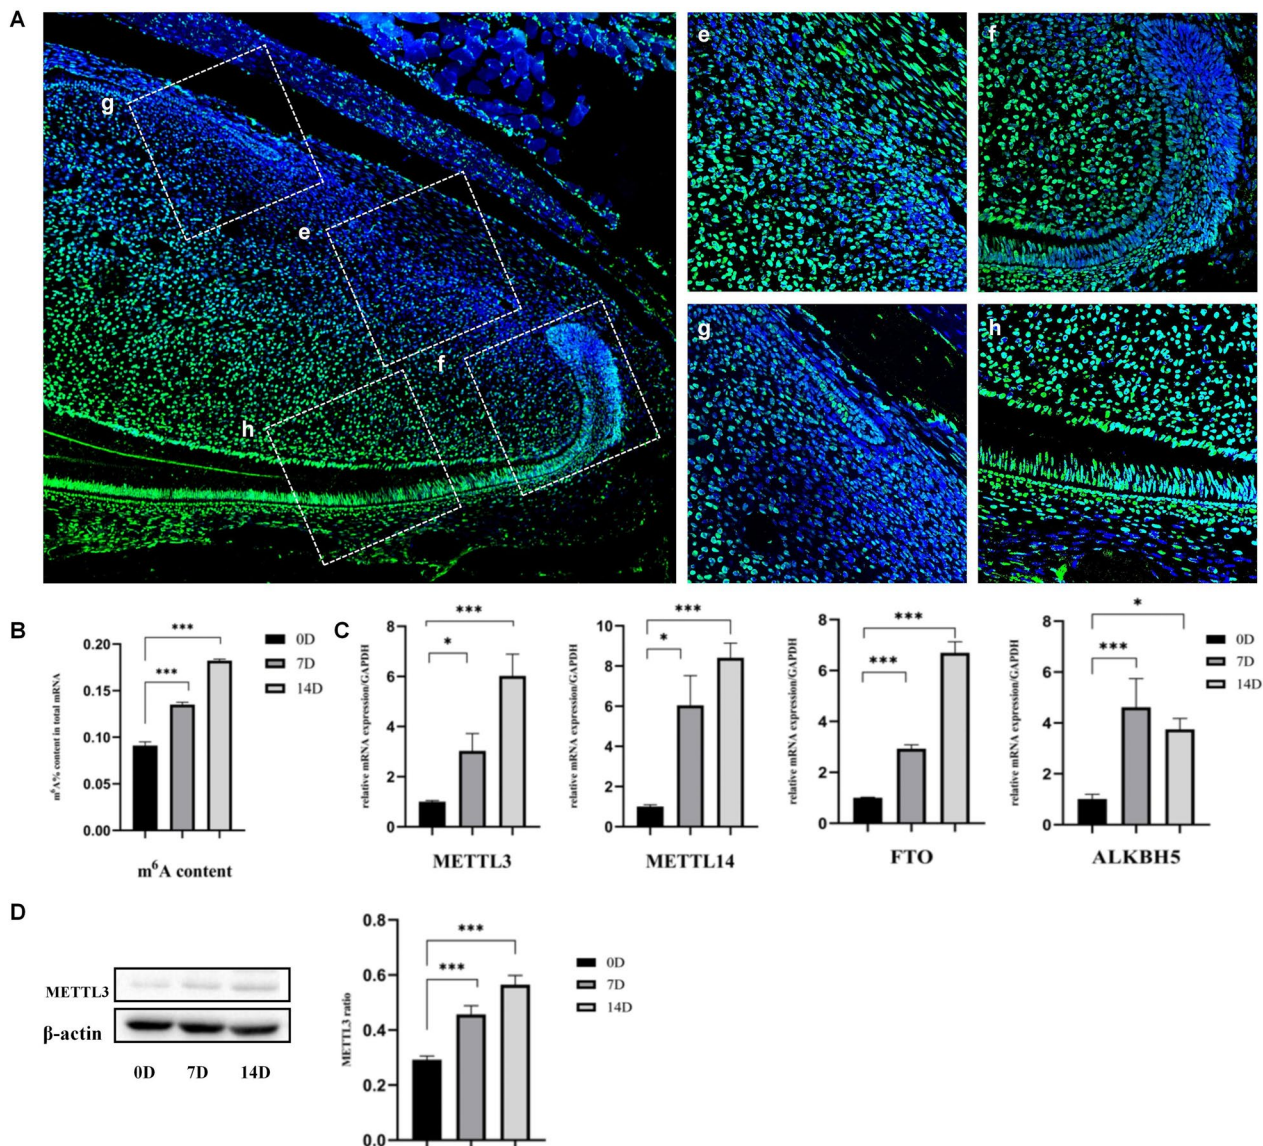 A
g
e
f
h
e
f
g
h
B
0.20
0.15
0.10
0.05
0.00
m⁶A% content in total mRNA
***
***
m⁶A content
0D
7D
14D
C
8
6
4
2
0
relative mRNA expression/GAPDH
*
***
METTL3
10
8
6
4
2
0
relative mRNA expression/GAPDH
*
***
METTL14
8
6
4
2
0
relative mRNA expression/GAPDH
***
***
FTO
8
6
4
2
0
relative mRNA expression/GAPDH
***
*
ALKBH5
0D
7D
14D
D
METTL3
β-actin
0D 7D 14D
0.8
0.6
0.4
0.2
0.0
METTL3 ratio
***
***
0D
7D
14D